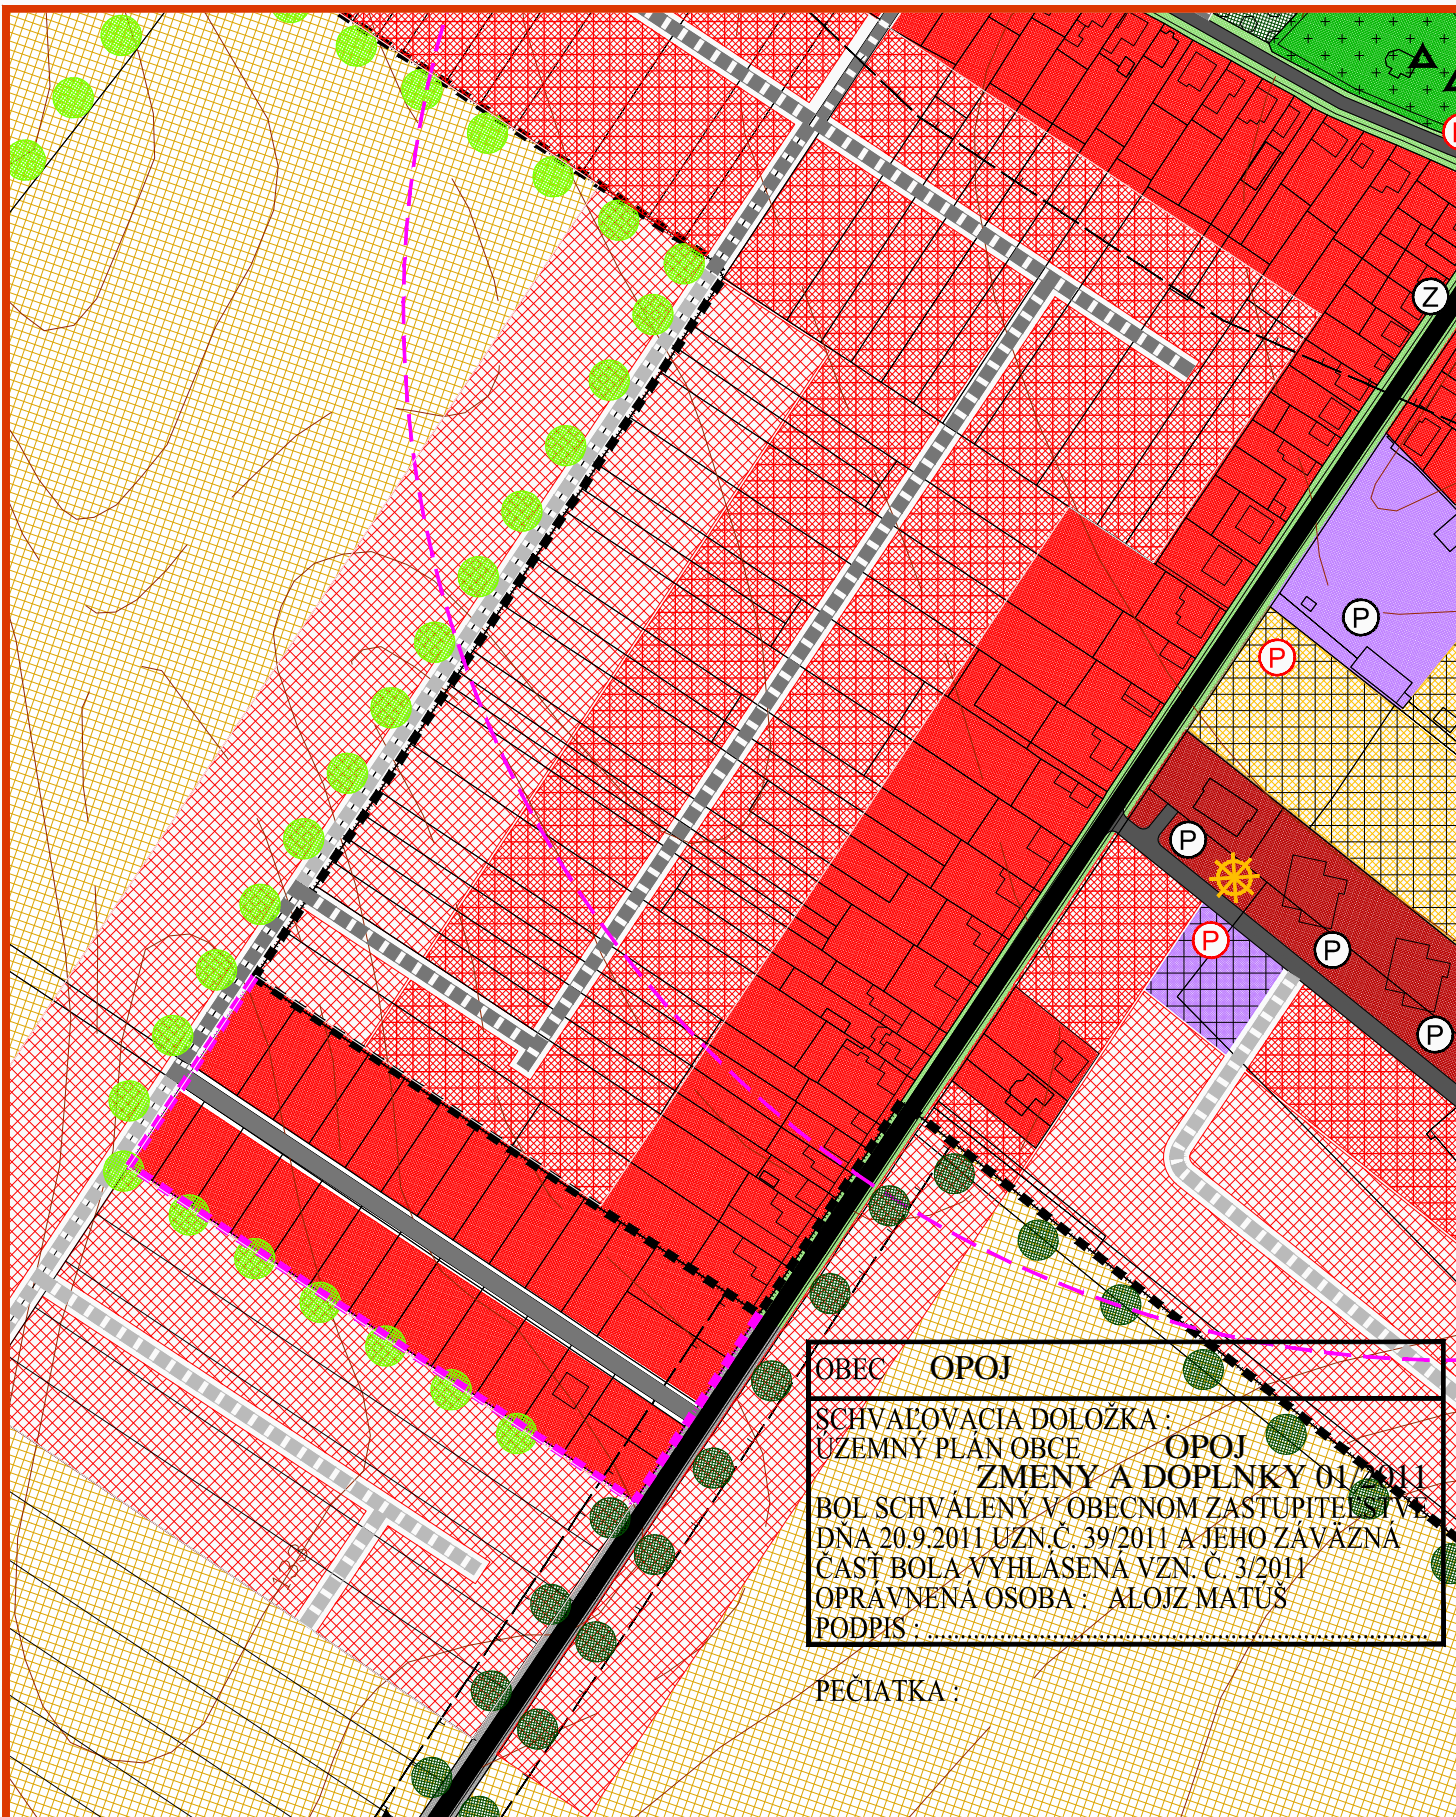 Z
P
P
P
P
P
P
OBEC OPOJ
SCHVAĽOVACIA DOLOŽKA :
ÚZEMNÝ PLÁN OBCE OPOJ
ZMENY A DOPLNKY 01/2011
BOL SCHVÁLENÝ V OBECNOM ZASTUPITEĽSTVE
DŇA 20.9.2011 UZN.Č. 39/2011 A JEHO ZÁVÄZNÁ
ČASŤ BOLA VYHLÁSENÁ VZN. Č. 3/2011
OPRÁVNENÁ OSOBA : ALOJZ MATÚŠ
PODPIS : ................................................................................
PEČIATKA :